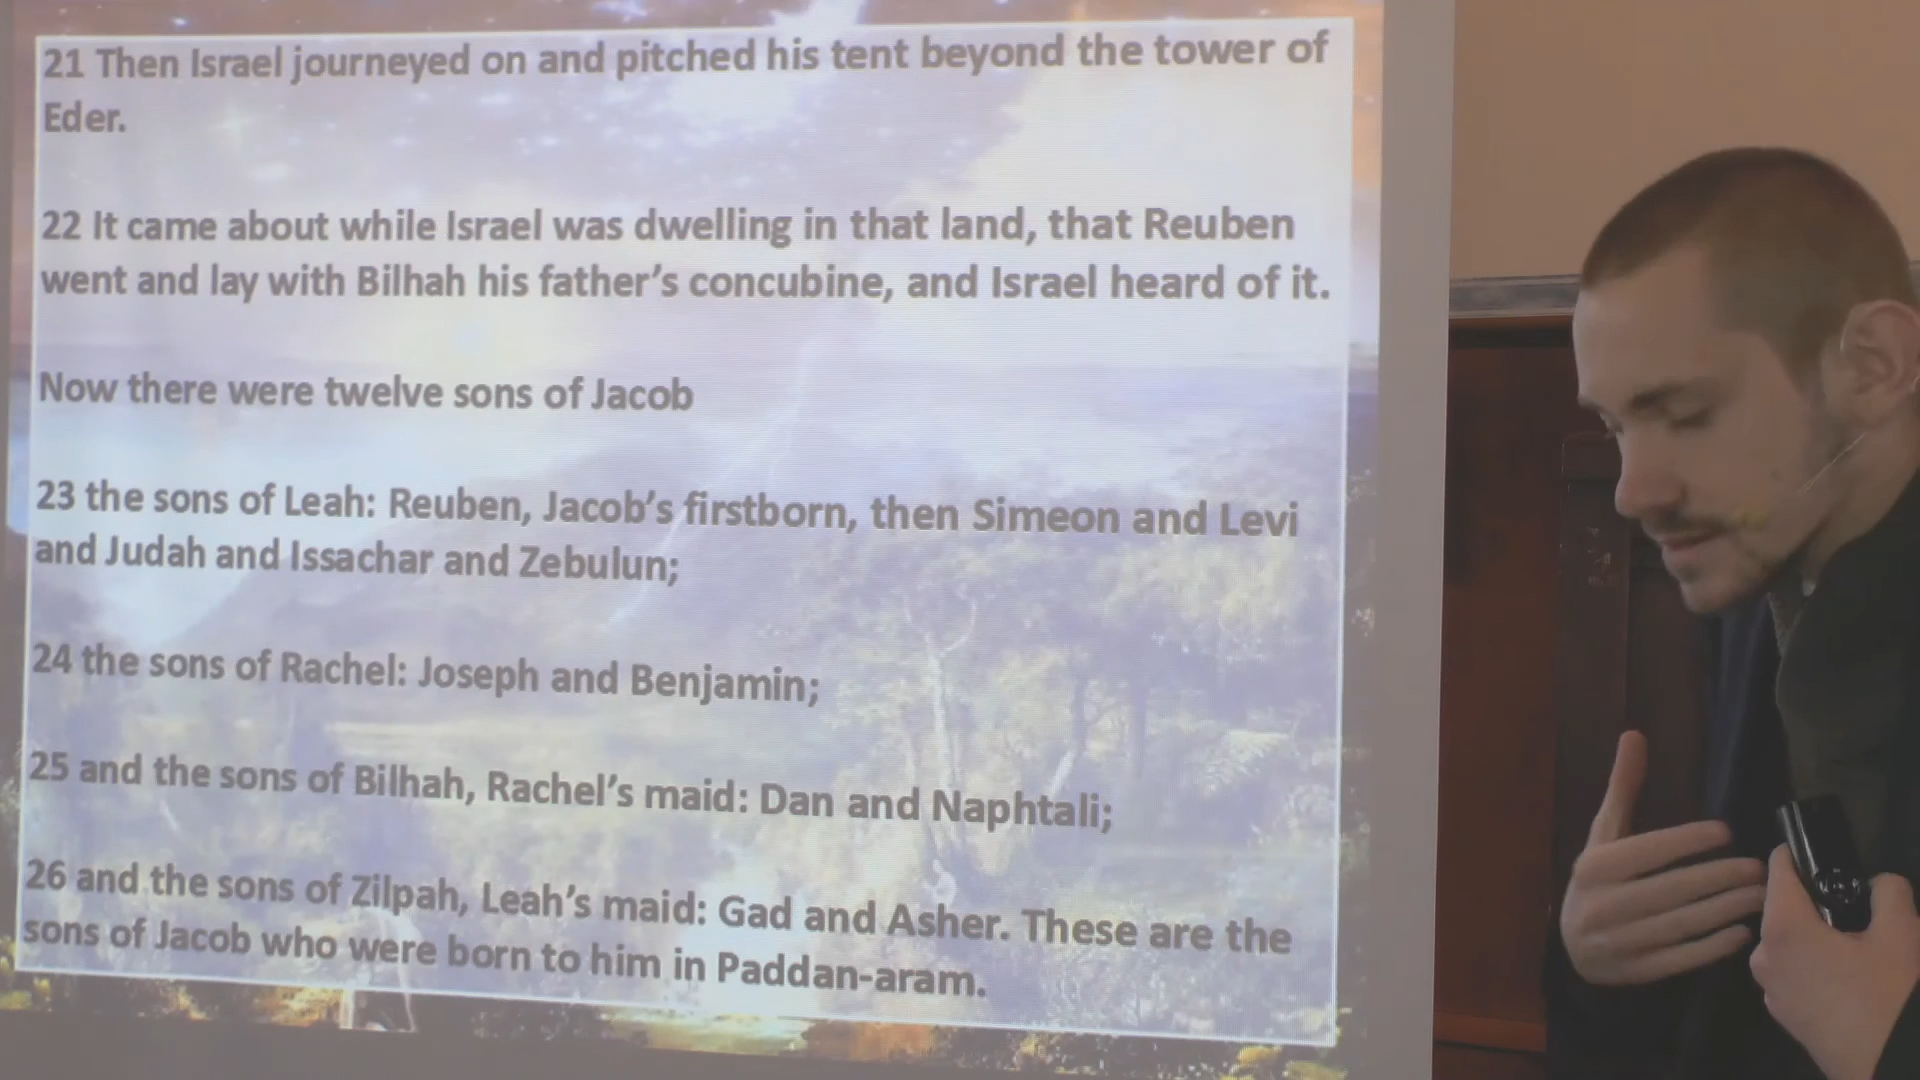 21 Then Israel journeyed on and pitched his tent beyond the tower of
Eder.
22 It came about while Israel was dwelling in that land, that Reuben
went and lay with Bilhah his father’s concubine, and Israel heard of it.
Now there were twelve sons of Jacob
23 the sons of Leah: Reuben, Jacob’s firstborn, then Simeon and Levi
and Judah and Issachar and Zebulun;
24 the sons of Rachel: Joseph and Benjamin;
25 and the sons of Bilhah, Rachel’s maid: Dan and Naphtali;
26 and the sons of Zilpah, Leah’s maid: Gad and Asher. These are the
sons of Jacob who were born to him in Paddan-aram.